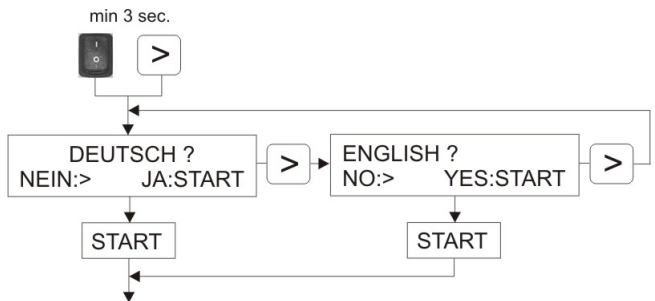 min 3 sec.
I
O
>
DEUTSCH ?
NEIN:> JA:START
>
ENGLISH ?
NO:> YES:START
>
START
START